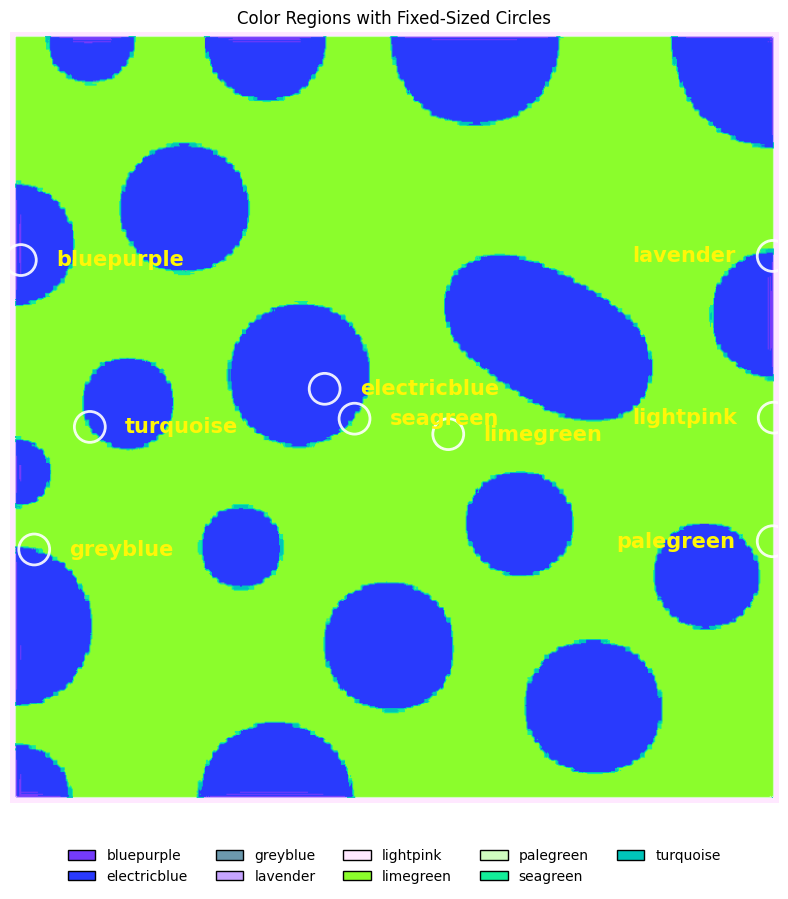 Color Regions with Fixed-Sized Circles
bluepurple
lavender
electricblue
seagreen
lightpink
turquoise
limegreen
greyblue
palegreen
bluepurple greyblue lightpink palegreen turquoise
electricblue lavender limegreen seagreen